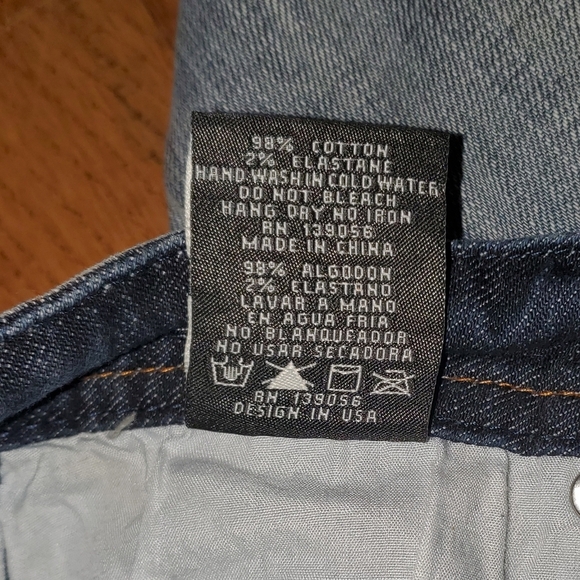 98% COTTON
2% ELASTANE
HAND.WASHIN COLD WATER
DO NOT BLEACH
HANG DRY NO IRON
RN 139056
MADE IN CHINA
98% ALGODON
2% ELASTANO
LAVAR A MANO
EN AGUA FRIA
NO BLANQUEADOR
NO USAR SECADORA
RN 139056
DESIGN IN USA